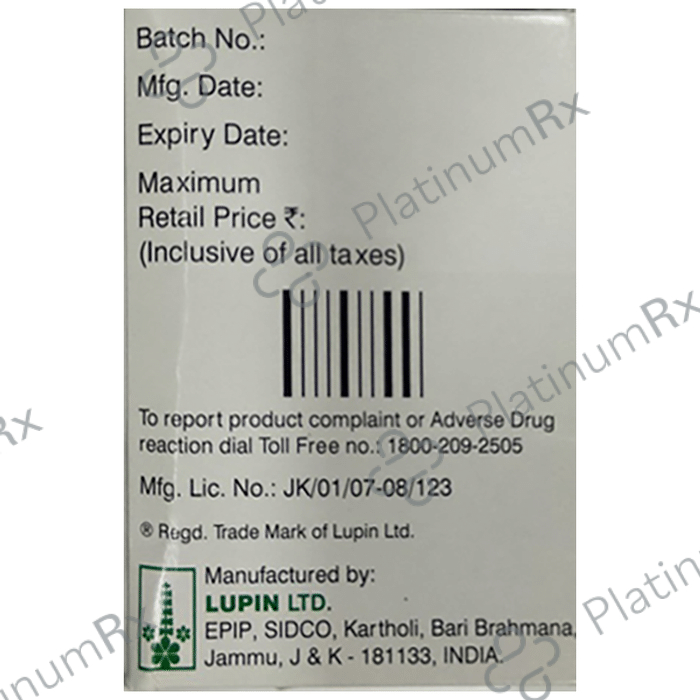 Batch No.:
Mfg. Date:
Expiry Date:
Maximum
Retail Price ₹:
(Inclusive of all taxes)
To report product complaint or Adverse Drug
reaction dial Toll Free no.: 1800-209-2505
Mfg. Lic. No.: JK/01/07-08/123
® Regd. Trade Mark of Lupin Ltd.
Manufactured by:
LUPIN LTD.
EPIP, SIDCO, Kartholi, Bari Brahmana,
Jammu, J & K - 181133, INDIA.
PlatinumRx
PlatinumRx
Rx
PlatinumRx
Platin
inumRx